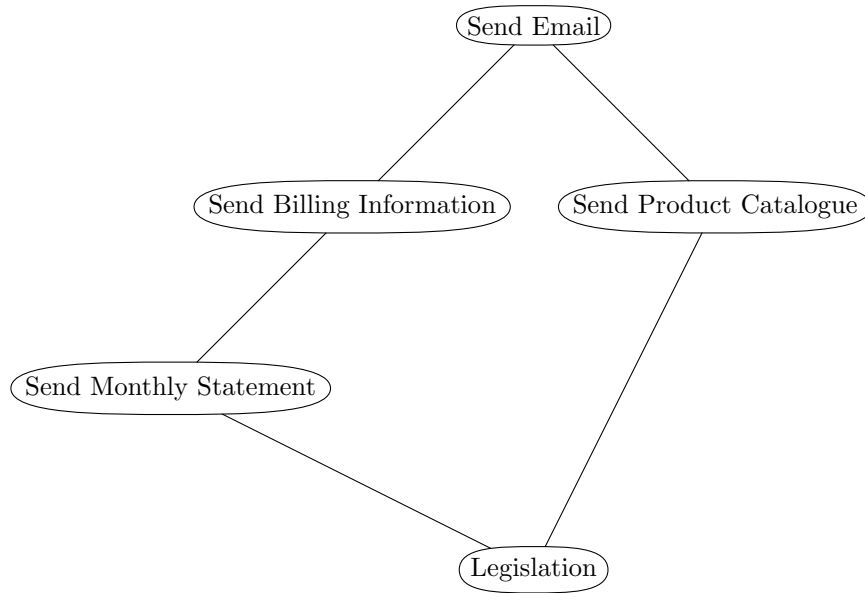 Send Email
Send Billing Information
Send Product Catalogue
Send Monthly Statement
Legislation